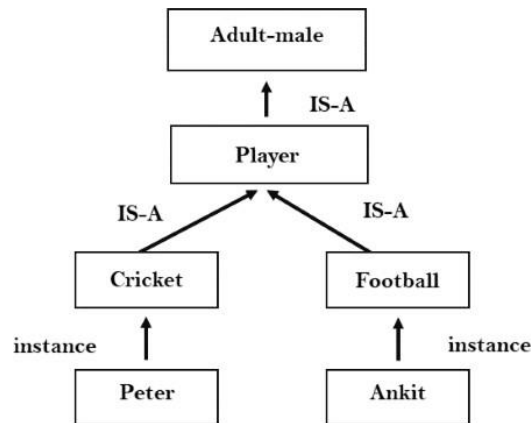 Adult-male
IS-A
Player
IS-A IS-A
Cricket Football
instance instance
Peter Ankit